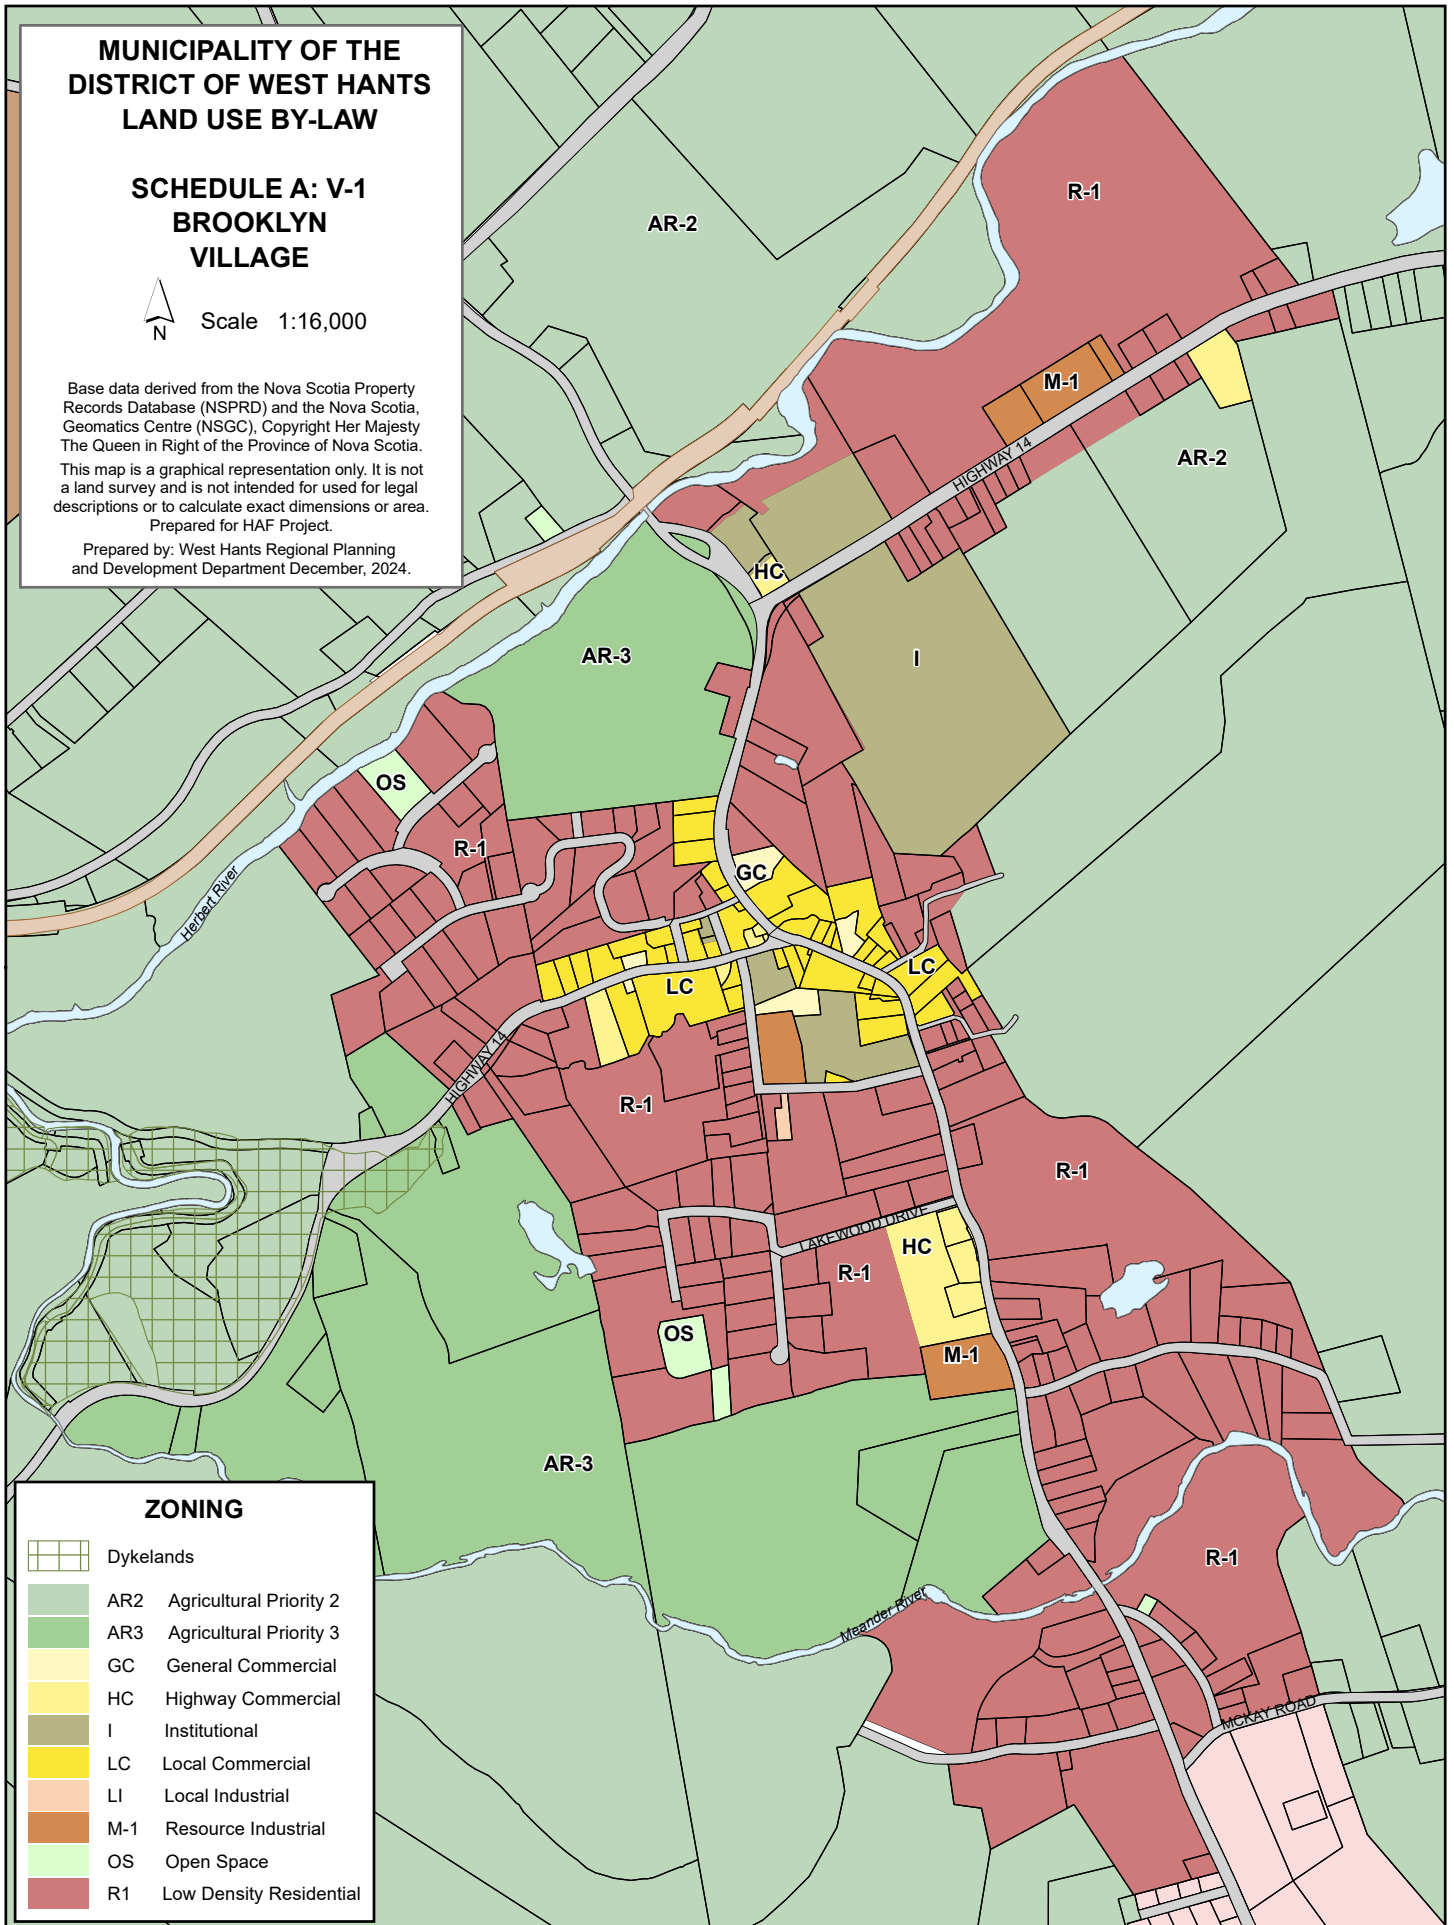 MUNICIPALITY OF THE
DISTRICT OF WEST HANTS
LAND USE BY-LAW
SCHEDULE A: V-1
BROOKLYN
VILLAGE
N
Scale 1:16,000
Base data derived from the Nova Scotia Property
Records Database (NSPRD) and the Nova Scotia,
Geomatics Centre (NSGC), Copyright Her Majesty
The Queen in Right of the Province of Nova Scotia.
This map is a graphical representation only. It is not
a land survey and is not intended for used for legal
descriptions or to calculate exact dimensions or area.
Prepared for HAF Project.
Prepared by: West Hants Regional Planning
and Development Department December, 2024.
R-1
AR-2
M-1
HIGHWAY 14
AR-2
HC
AR-3
I
OS
R-1
GC
Herbert River
LC
LC
HIGHWAY 14
R-1
R-1
LAKEWOOD DRIVE
HC
R-1
OS
M-1
AR-3
R-1
Meander River
MCKAY ROAD
ZONING
Dykelands
AR2 Agricultural Priority 2
AR3 Agricultural Priority 3
GC General Commercial
HC Highway Commercial
I Institutional
LC Local Commercial
LI Local Industrial
M-1 Resource Industrial
OS Open Space
R1 Low Density Residential